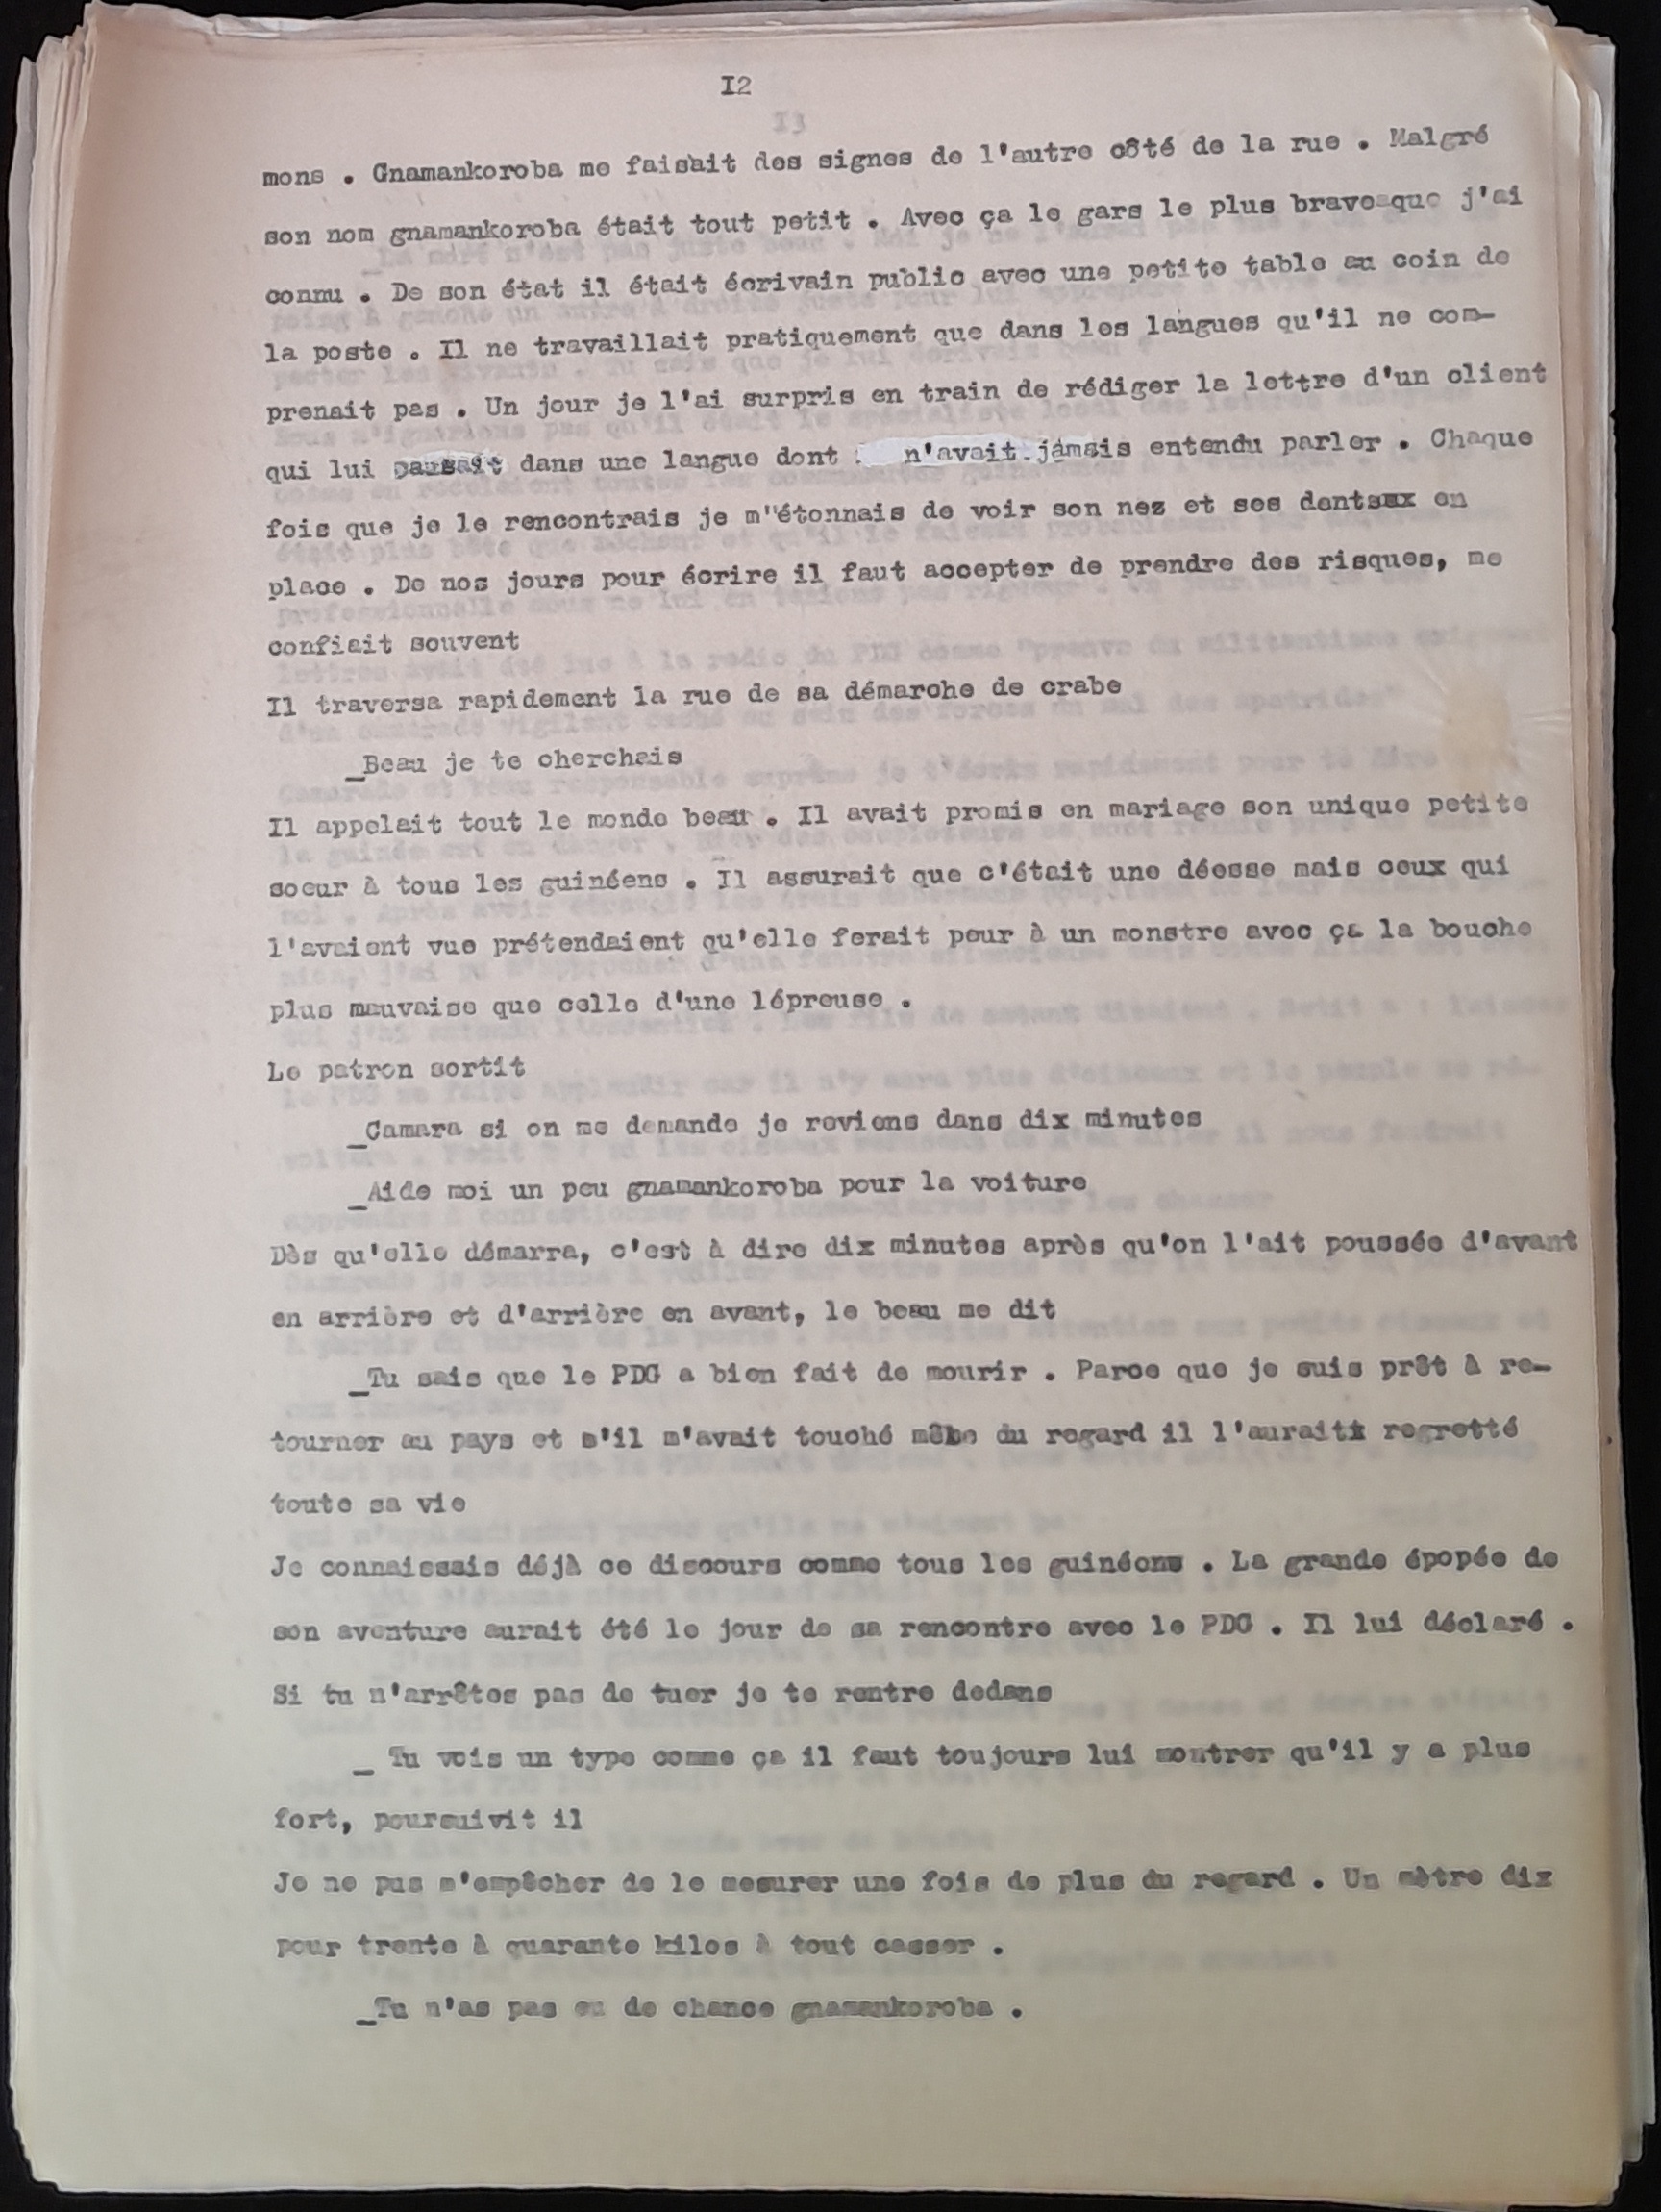 I2
mons . Gnamankoroba me faisait des signes de l'autre côté de la rue . Malgré
son nom gnamankoroba était tout petit . Avec ça le gars le plus brave que j'ai
connu . De son état il était écrivain public avec une petite table au coin de
la poste . Il ne travaillait pratiquement que dans les langues qu'il ne com-
prenait pas . Un jour je l'ai surpris en train de rédiger la lettre d'un client
qui lui dans une langue dont n'avait jamais entendu parler . Chaque
fois que je le rencontrais je m"étonnais de voir son nez et ses dents en
place . De nos jours pour écrire il faut accepter de prendre des risques, me
confiait souvent
Il traversa rapidement la rue de sa démarche de crabe
_Beau je te cherchais
Il appelait tout le monde beau . Il avait promis en mariage son unique petite
soeur à tous les guinéens . Il assurait que c'était une déesse mais ceux qui
l'avaient vue prétendaient qu'elle ferait peur à un monstre avec ça la bouche
plus mauvaise que celle d'une lépreuse .
Le patron sortit
_Camara si on me demande je reviens dans dix minutes
_Aide moi un peu gnamankoroba pour la voiture
Dès qu'elle démarra, c'est à dire dix minutes après qu'on l'ait poussée d'avant
en arrière et d'arrière en avant, le beau me dit
_Tu sais que le PDG a bien fait de mourir . Parce que je suis prêt à re-
tourner au pays et s'il m'avait touché même du regard il l'aurait regretté
toute sa vie
Je connaissais déjà ce discours comme tous les guinéens . La grande épopée de
son aventure aurait été le jour de sa rencontre avec le PDG . Il lui déclaré .
Si tu n'arrêtes pas de tuer je te rentre dedans
_ Tu vois un type comme ça il faut toujours lui montrer qu'il y a plus
fort, poursuivit il
Je ne pus m'empêcher de le mesurer une fois de plus du regard . Un mètre dix
pour trente à quarante kilos à tout casser .
_Tu n'as pas eu de chance gnamankoroba .